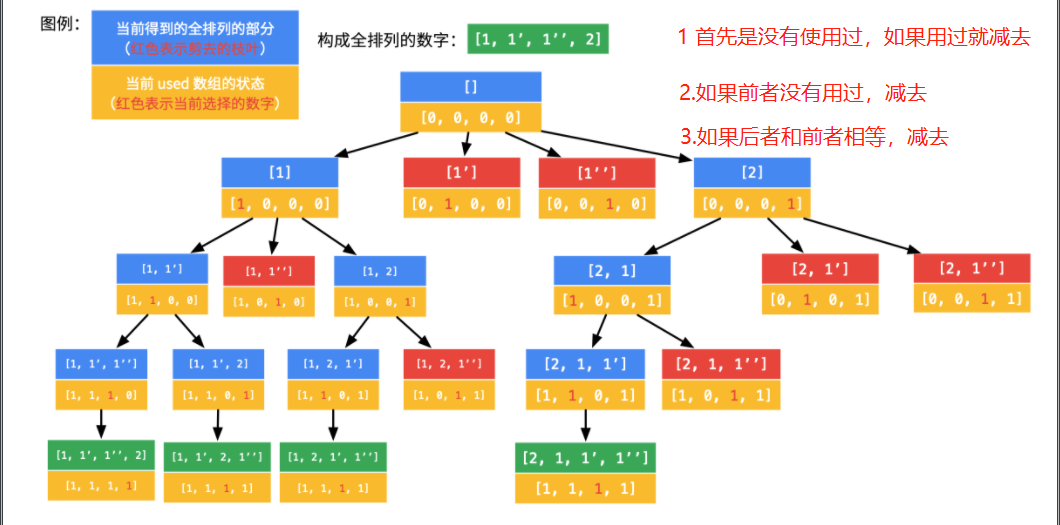 图例：
当前得到的全排列的部分
（红色表示剪去的枝叶）
当前 used 数组的状态
（红色表示当前选择的数字）
构成全排列的数字： [1, 1’, 1’’, 2]
1 首先是没有使用过，如果用过就减去
2.如果前者没有用过，减去
3.如果后者和前者相等，减去
[]
[0, 0, 0, 0]
[1] [1’] [1’’] [2]
[1, 0, 0, 0] [0, 1, 0, 0] [0, 0, 1, 0] [0, 0, 0, 1]
[1, 1’] [1, 1’’] [1, 2] [2, 1] [2, 1’] [2, 1’’]
[1, 1, 0, 0] [1, 0, 1, 0] [1, 0, 0, 1] [1, 0, 0, 1] [0, 1, 0, 1] [0, 0, 1, 1]
[1, 1’, 1’’] [1, 1’, 2] [1, 2, 1’] [1, 2, 1’’] [2, 1, 1’] [2, 1, 1’’]
[1, 1, 1, 0] [1, 1, 0, 1] [1, 1, 0, 1] [1, 0, 1, 1] [1, 1, 0, 1] [1, 0, 1, 1]
[1, 1’, 1’’, 2] [1, 1’, 2, 1’’] [1, 2, 1’, 1’’] [2, 1, 1’, 1’’]
[1, 1, 1, 1] [1, 1, 1, 1] [1, 1, 1, 1] [1, 1, 1, 1]